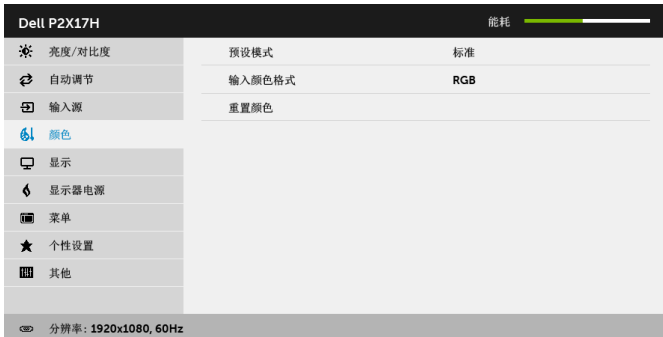 Dell P2X17H 能耗
亮度/对比度 预设模式 标准
自动调节 输入颜色格式 RGB
输入源 重置颜色
颜色
显示
显示器电源
菜单
个性设置
其他
分辨率: 1920x1080, 60Hz